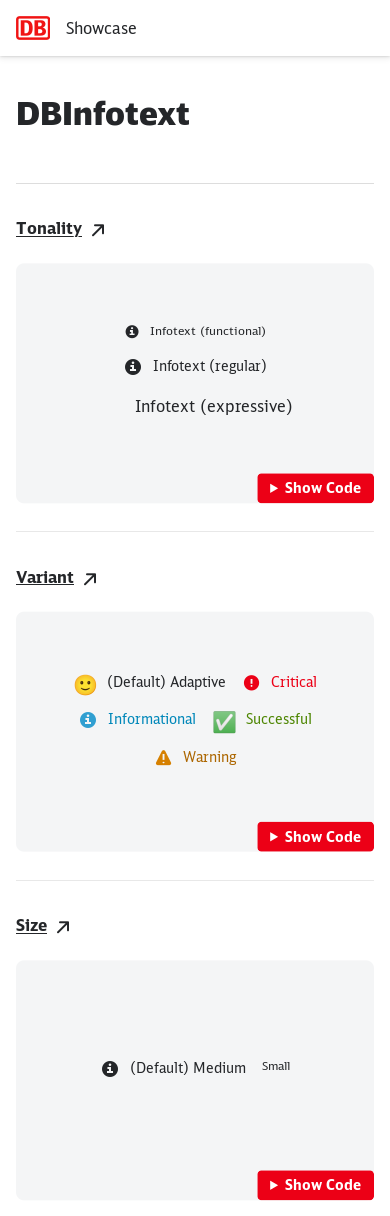 DB Showcase
DBInfotext
Tonality
Infotext (functional)
Infotext (regular)
Infotext (expressive)
Show Code
Variant
(Default) Adaptive Critical
Informational Successful
Warning
Show Code
Size
(Default) Medium Small
Show Code